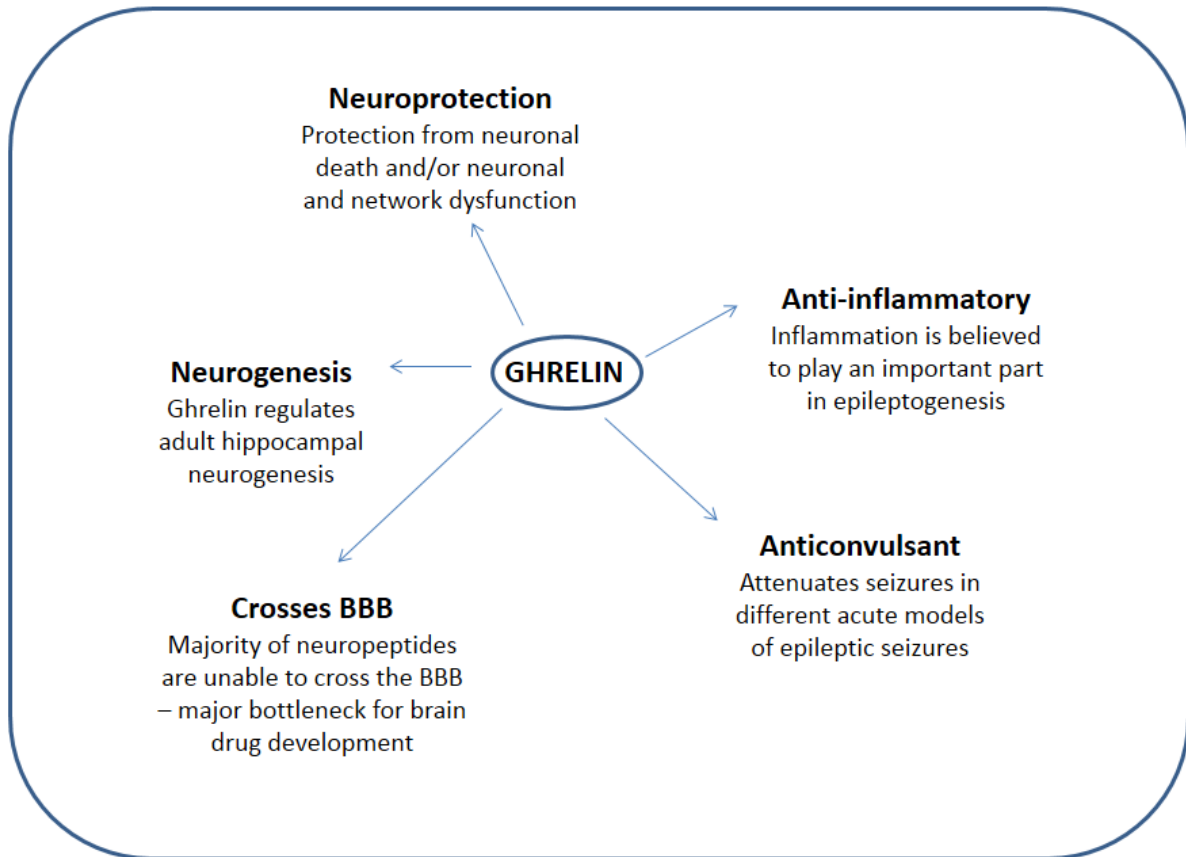 Neuroprotection
Protection from neuronal
death and/or neuronal
and network dysfunction
Anti-inflammatory
Inflammation is believed
to play an important part
in epileptogenesis
GHRELIN
Neurogenesis
Ghrelin regulates
adult hippocampal
neurogenesis
Anticonvulsant
Attenuates seizures in
different acute models
of epileptic seizures
Crosses BBB
Majority of neuropeptides
are unable to cross the BBB
– major bottleneck for brain
drug development